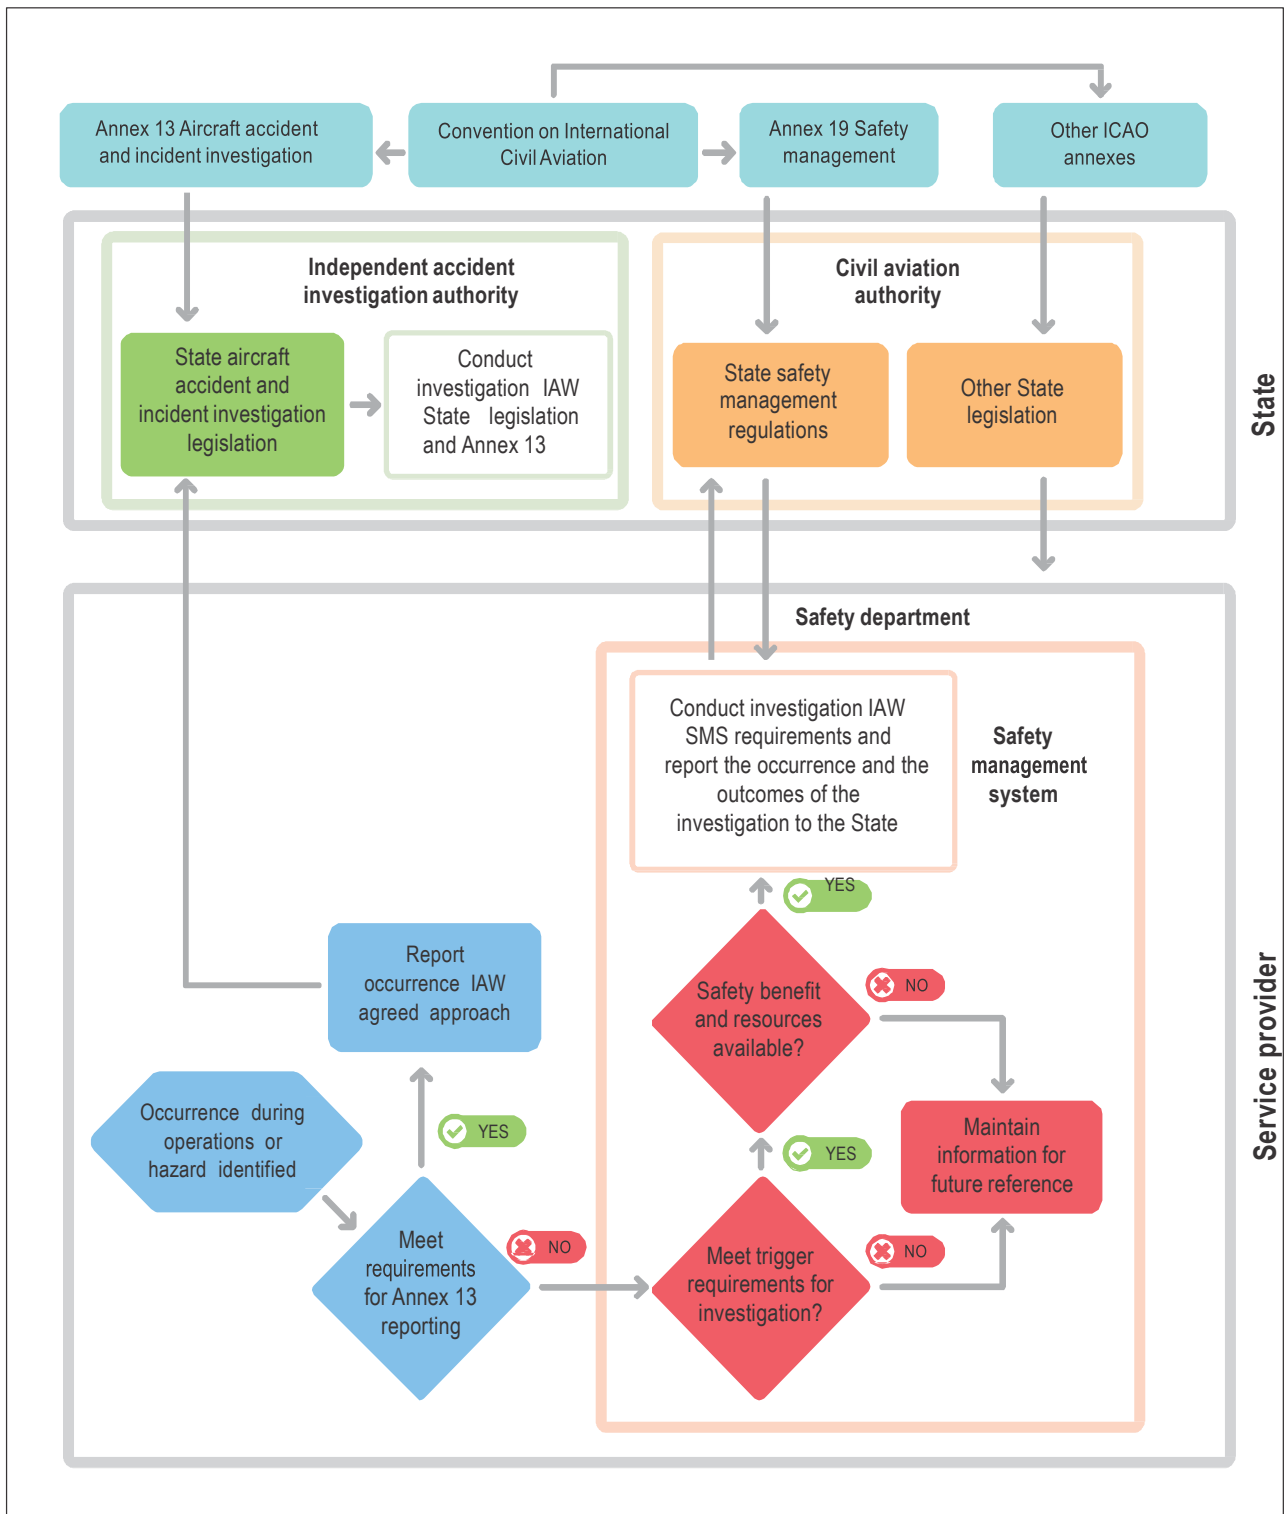 Annex 13 Aircraft accident
and incident investigation
Convention on International
Civil Aviation
Annex 19 Safety
management
Other ICAO
annexes
Independent accident
investigation authority
Civil aviation
authority
State aircraft
accident and
incident investigation
legislation
Conduct
investigation IAW
State legislation
and Annex 13
State safety
management
regulations
Other State
legislation
State
Safety department
Conduct investigation IAW
SMS requirements and
report the occurrence and the
outcomes of the
investigation to the State
Safety
management
system
YES
Report
occurrence IAW
agreed approach
Safety benefit
and resources
available?
NO
Service provider
Occurrence during
operations or
hazard identified
YES
YES
Maintain
information for
future reference
Meet
requirements
for Annex 13
reporting
NO
Meet trigger
requirements for
investigation?
NO